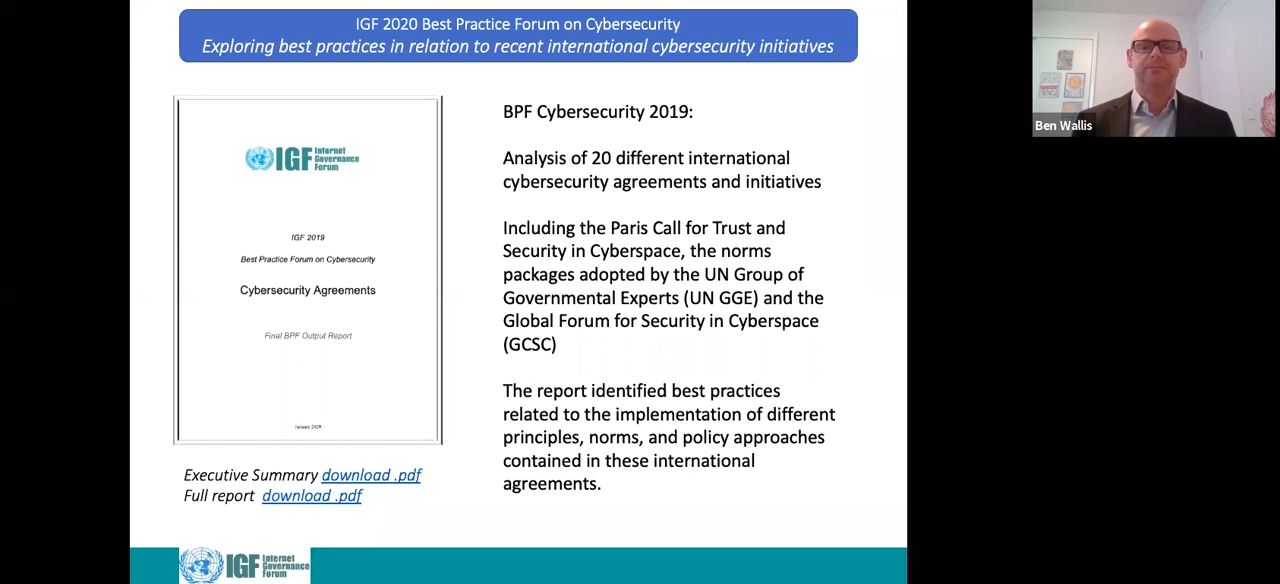 IGF 2020 Best Practice Forum on Cybersecurity
Exploring best practices in relation to recent international cybersecurity initiatives
IGF Internet
Governance
Forum
IGF 2019
Best Practice Forum on Cybersecurity
Cybersecurity Agreements
Final BPF Output Report
Executive Summary download .pdf
Full report download .pdf
BPF Cybersecurity 2019:
Analysis of 20 different international
cybersecurity agreements and initiatives
Including the Paris Call for Trust and
Security in Cyberspace, the norms
packages adopted by the UN Group of
Governmental Experts (UN GGE) and the
Global Forum for Security in Cyberspace
(GCSC)
The report identified best practices
related to the implementation of different
principles, norms, and policy approaches
contained in these international
agreements.
IGF Internet
Governance
Forum
Ben Wallis